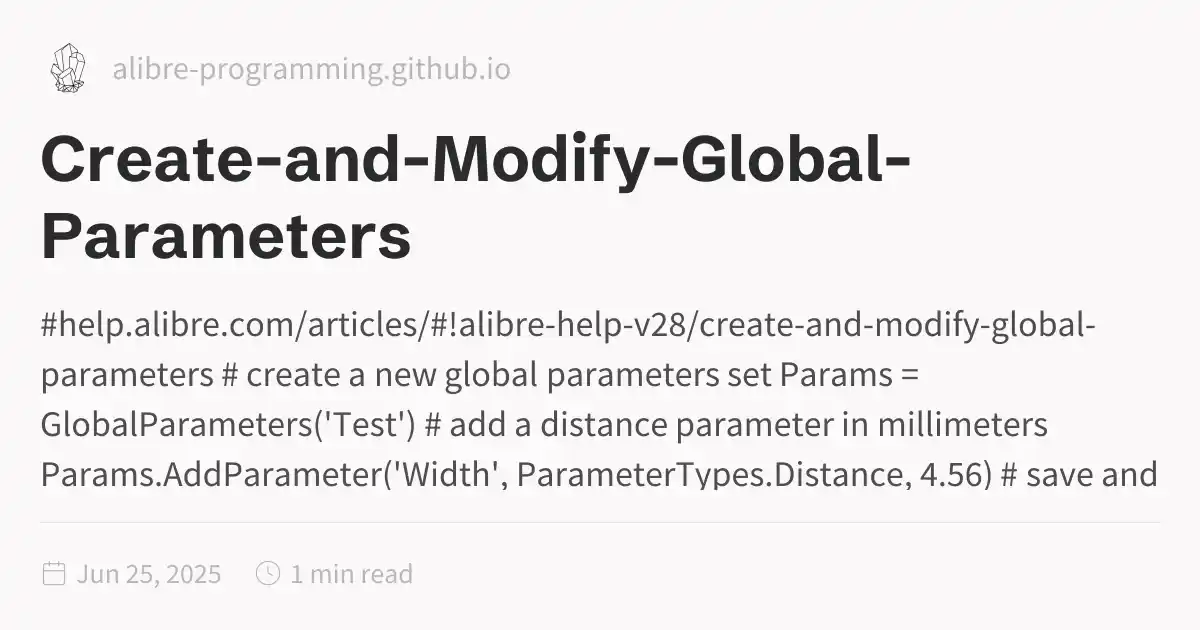 alibre-programming.github.io
Create-and-Modify-Global-
Parameters
#help.alibre.com/articles/#!alibre-help-v28/create-and-modify-global-
parameters # create a new global parameters set Params =
GlobalParameters('Test') # add a distance parameter in millimeters
Params.AddParameter('Width', ParameterTypes.Distance, 4.56) # save and
Jun 25, 2025 1 min read